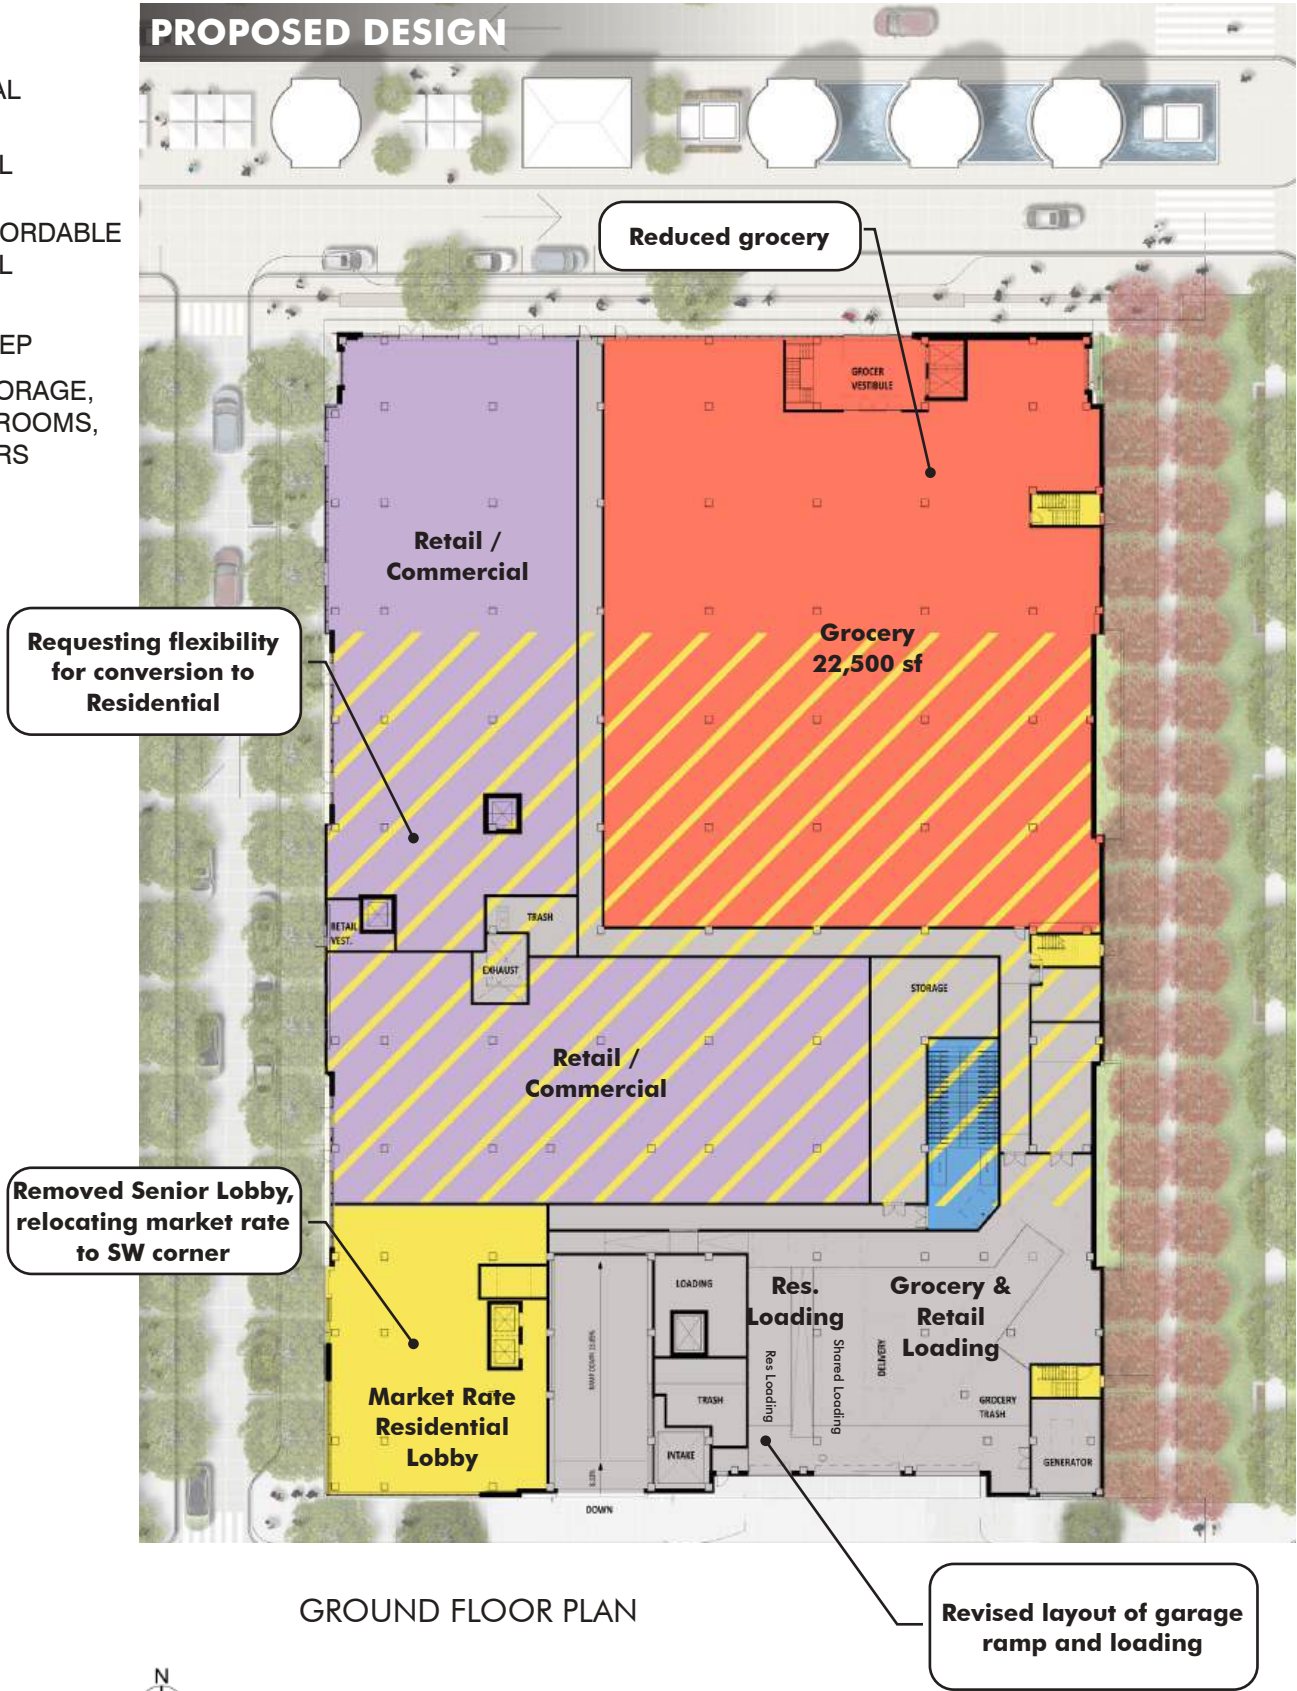 PROPOSED DESIGN
AL
L
ORDABLE
L
EP
ORAGE,
ROOMS,
RS
Reduced grocery
GROCER
VESTIBULE
Retail /
Commercial
Grocery
22,500 sf
Requesting flexibility
for conversion to
Residential
RETAIL
VEST.
TRASH
EXHAUST
STORAGE
Retail /
Commercial
Removed Senior Lobby,
relocating market rate
to SW corner
LOADING
Res.
Loading
Grocery &
Retail
Loading
Res Loading
Shared Loading
DELIVERY
Market Rate
Residential
Lobby
TRASH
INTAKE
GROCERY
TRASH
GENERATOR
DOWN
GROUND FLOOR PLAN
Revised layout of garage
ramp and loading
N